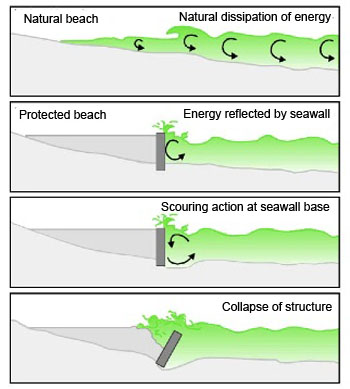 Natural beach
Natural dissipation of energy
Protected beach
Energy reflected by seawall
Scouring action at seawall base
Collapse of structure